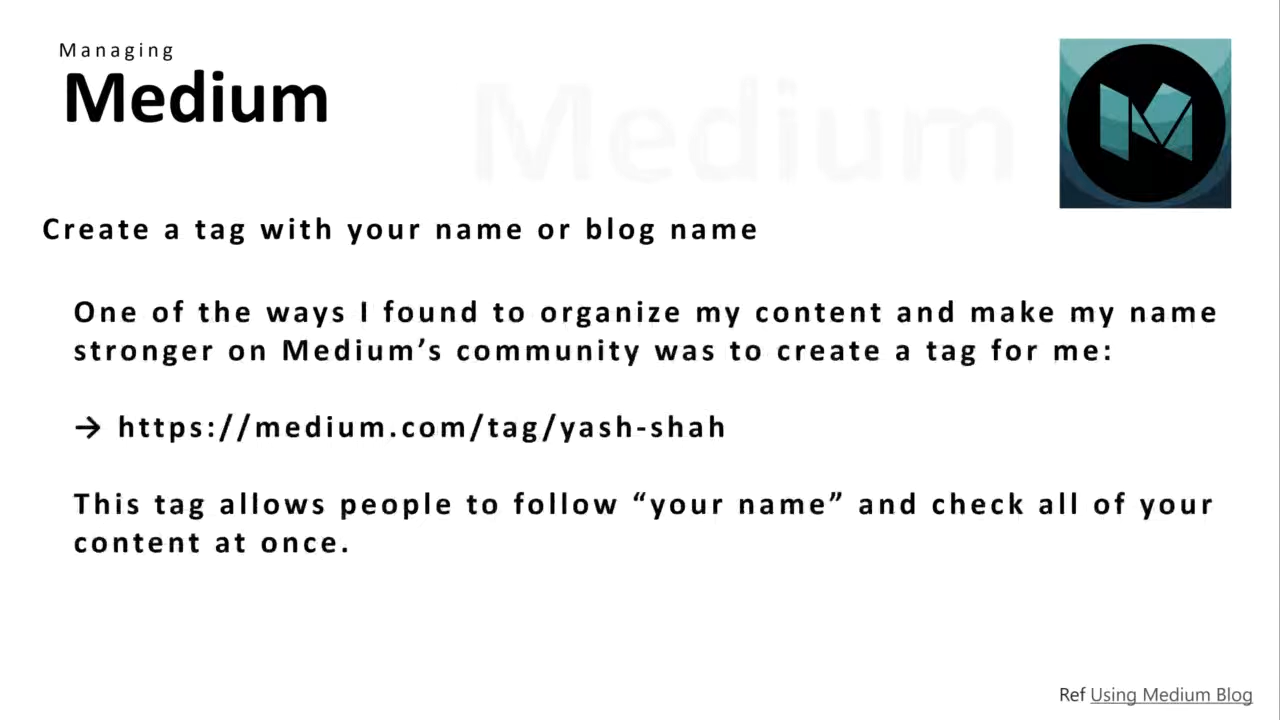 Managing
Medium
Medium
Create a tag with your name or blog name
One of the ways I found to organize my content and make my name
stronger on Medium’s community was to create a tag for me:
→ https://medium.com/tag/yash-shah
This tag allows people to follow “your name” and check all of your
content at once.
Ref Using Medium Blog